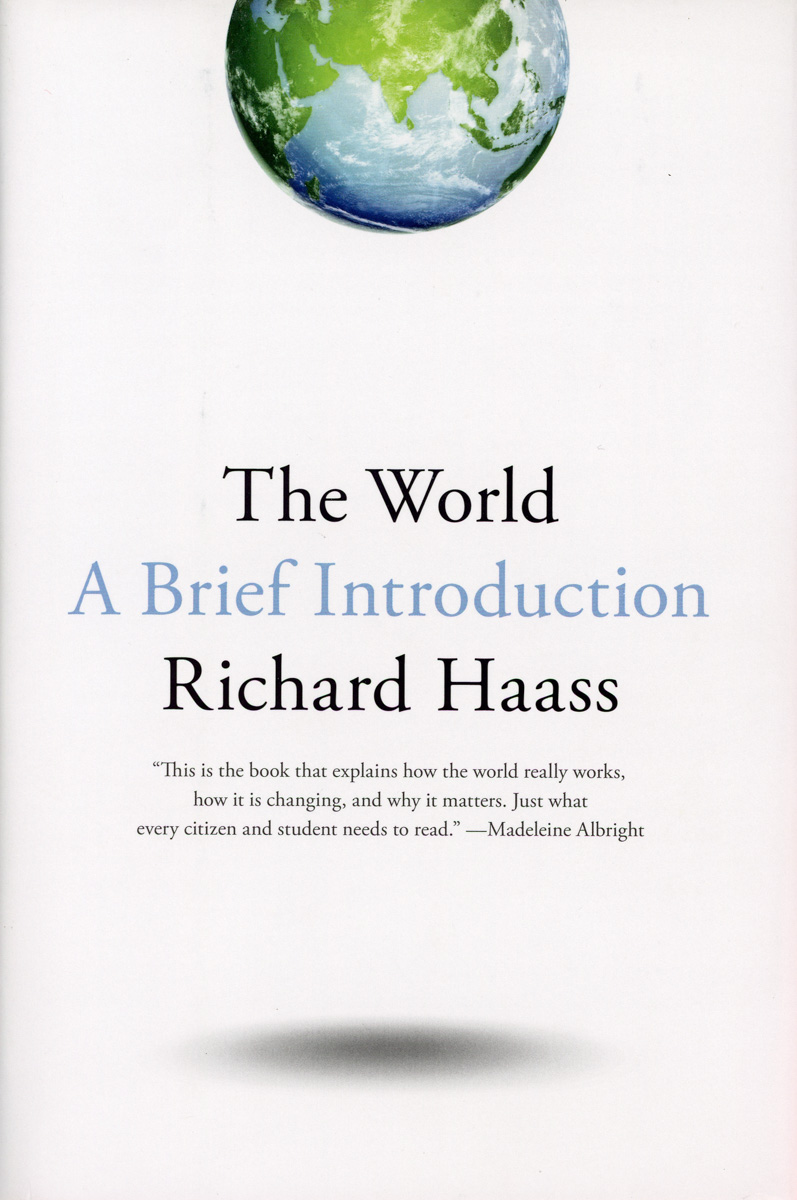 The World
A Brief Introduction
Richard Haass
“This is the book that explains how the world really works,
how it is changing, and why it matters. Just what
every citizen and student needs to read.” —Madeleine Albright